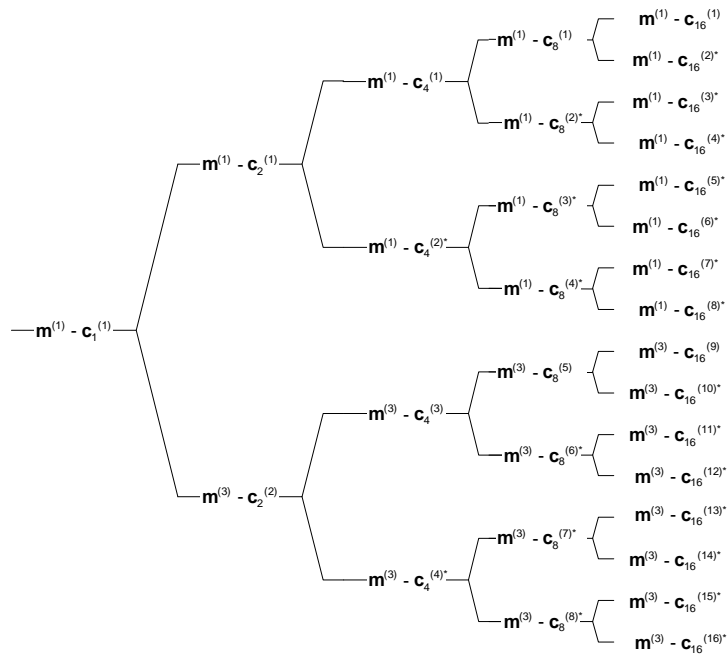 m⁽¹⁾ - c₁₆⁽¹⁾
m⁽¹⁾ - c₈⁽¹⁾
m⁽¹⁾ - c₁₆⁽²⁾*
m⁽¹⁾ - c₄⁽¹⁾
m⁽¹⁾ - c₁₆⁽³⁾*
m⁽¹⁾ - c₈⁽²⁾*
m⁽¹⁾ - c₁₆⁽⁴⁾*
m⁽¹⁾ - c₂⁽¹⁾
m⁽¹⁾ - c₁₆⁽⁵⁾*
m⁽¹⁾ - c₈⁽³⁾*
m⁽¹⁾ - c₁₆⁽⁶⁾*
m⁽¹⁾ - c₄⁽²⁾*
m⁽¹⁾ - c₁₆⁽⁷⁾*
m⁽¹⁾ - c₈⁽⁴⁾*
m⁽¹⁾ - c₁₆⁽⁸⁾*
m⁽¹⁾ - c₁⁽¹⁾
m⁽³⁾ - c₁₆⁽⁹⁾
m⁽³⁾ - c₈⁽⁵⁾
m⁽³⁾ - c₁₆⁽¹⁰⁾*
m⁽³⁾ - c₄⁽³⁾
m⁽³⁾ - c₁₆⁽¹¹⁾*
m⁽³⁾ - c₈⁽⁶⁾*
m⁽³⁾ - c₁₆⁽¹²⁾*
m⁽³⁾ - c₂⁽²⁾
m⁽³⁾ - c₁₆⁽¹³⁾*
m⁽³⁾ - c₈⁽⁷⁾*
m⁽³⁾ - c₁₆⁽¹⁴⁾*
m⁽³⁾ - c₄⁽⁴⁾*
m⁽³⁾ - c₁₆⁽¹⁵⁾*
m⁽³⁾ - c₈⁽⁸⁾*
m⁽³⁾ - c₁₆⁽¹⁶⁾*